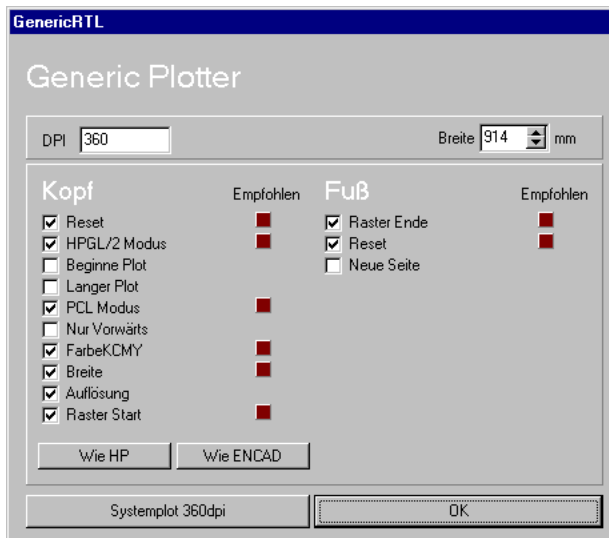 GenericRTL
Generic Plotter
DPI 360 Breite 914 mm
Kopf Empfohlen
Reset
HPGL/2 Modus
Beginne Plot
Langer Plot
PCL Modus
Nur Vorwärts
FarbeKCMY
Breite
Auflösung
Raster Start
Wie HP Wie ENCAD
Fuß Empfohlen
Raster Ende
Reset
Neue Seite
Systemplot 360dpi OK